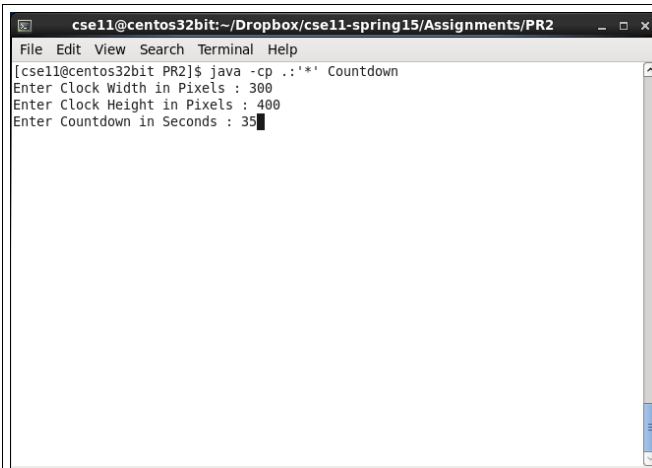 cse11@centos32bit:~/Dropbox/cse11-spring15/Assignments/PR2
File Edit View Search Terminal Help
[cse11@centos32bit PR2]$ java -cp .:'*' Countdown
Enter Clock Width in Pixels : 300
Enter Clock Height in Pixels : 400
Enter Countdown in Seconds : 35